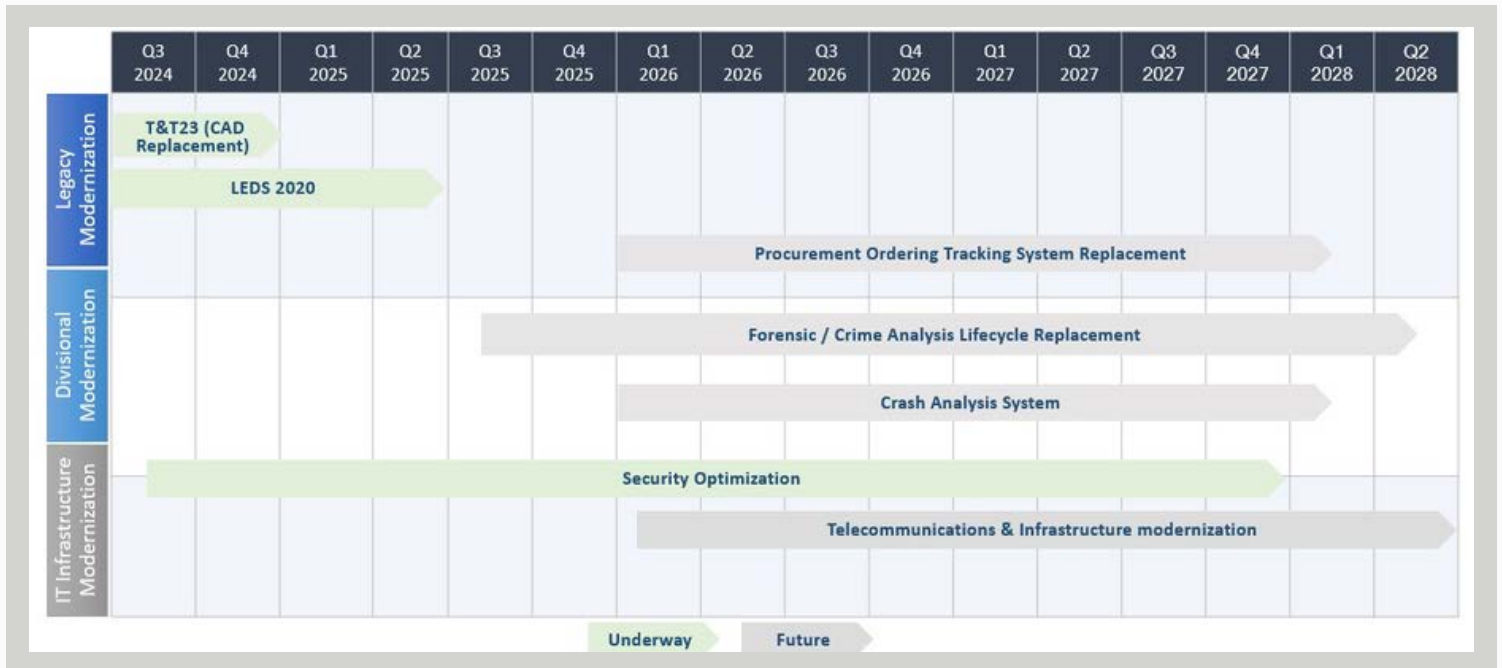 Q3 Q4 Q1 Q2 Q3 Q4 Q1 Q2 Q3 Q4 Q1 Q2 Q3 Q4 Q1 Q2
2024 2024 2025 2025 2025 2025 2026 2026 2026 2026 2027 2027 2027 2027 2028 2028
Legacy
Modernization
T&T23 (CAD
Replacement)
LEDS 2020
Procurement Ordering Tracking System Replacement
Divisional
Modernization
Forensic / Crime Analysis Lifecycle Replacement
Crash Analysis System
IT Infrastructure
Modernization
Security Optimization
Telecommunications & Infrastructure modernization
Underway Future